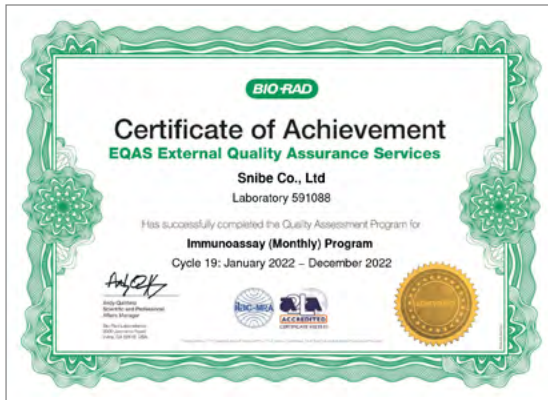 BIO-RAD
Certificate of Achievement
EQAS External Quality Assurance Services
Snibe Co., Ltd
Laboratory 591088
Has successfully completed the Quality Assessment Program for
Immunoassay (Monthly) Program
Cycle 19: January 2022 – December 2022
Scientific and Professional
Affairs Manager
ilac-MRA
ACCREDITED